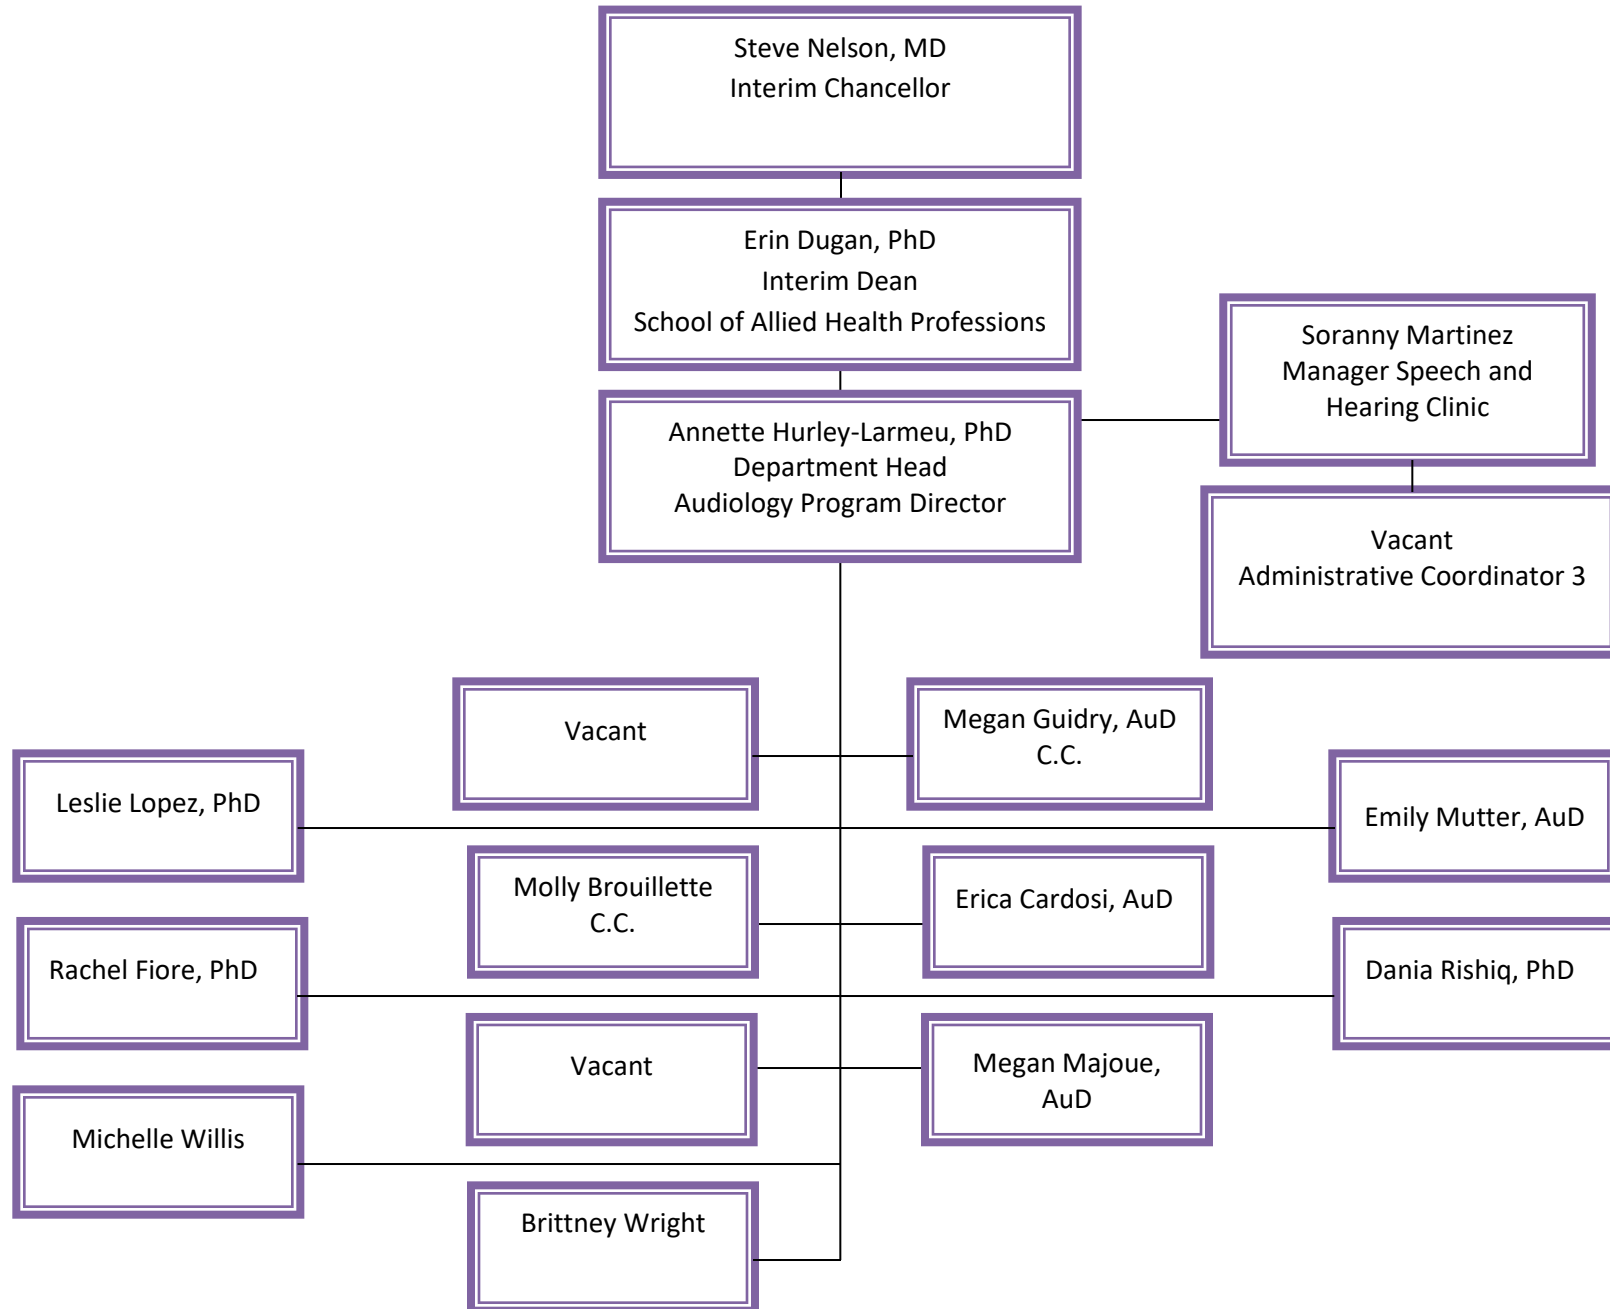 Steve Nelson, MD
Interim Chancellor
Erin Dugan, PhD
Interim Dean
School of Allied Health Professions
Soranny Martinez
Manager Speech and
Hearing Clinic
Annette Hurley-Larmeu, PhD
Department Head
Audiology Program Director
Vacant
Administrative Coordinator 3
Vacant
Megan Guidry, AuD
C.C.
Leslie Lopez, PhD
Emily Mutter, AuD
Molly Brouillette
C.C.
Erica Cardosi, AuD
Rachel Fiore, PhD
Dania Rishiq, PhD
Vacant
Megan Majoue,
AuD
Michelle Willis
Brittney Wright